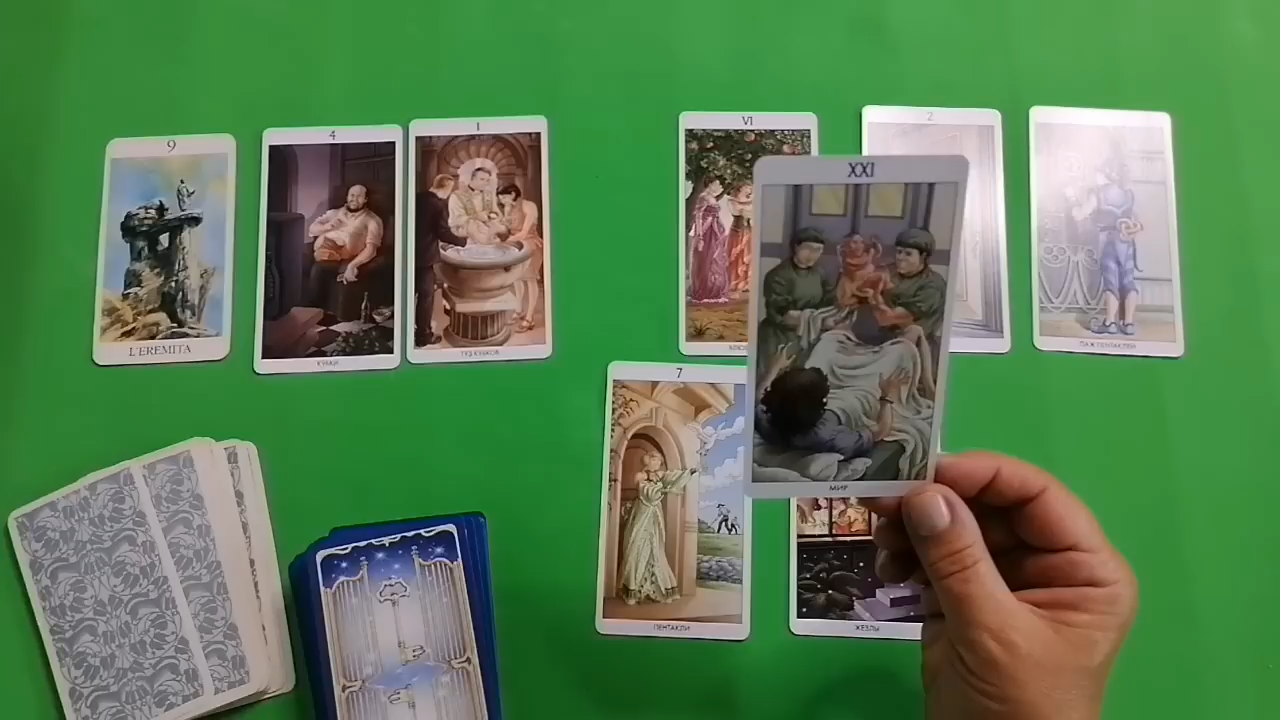 9
L'EREMITA
4
КУБКИ
I
ТУЗ КУБКОВ
VI
2
ПАЖ ПЕНТАКЛЕЙ
XXI
МИР
7
ПЕНТАКЛИ
ЖЕЗЛЫ